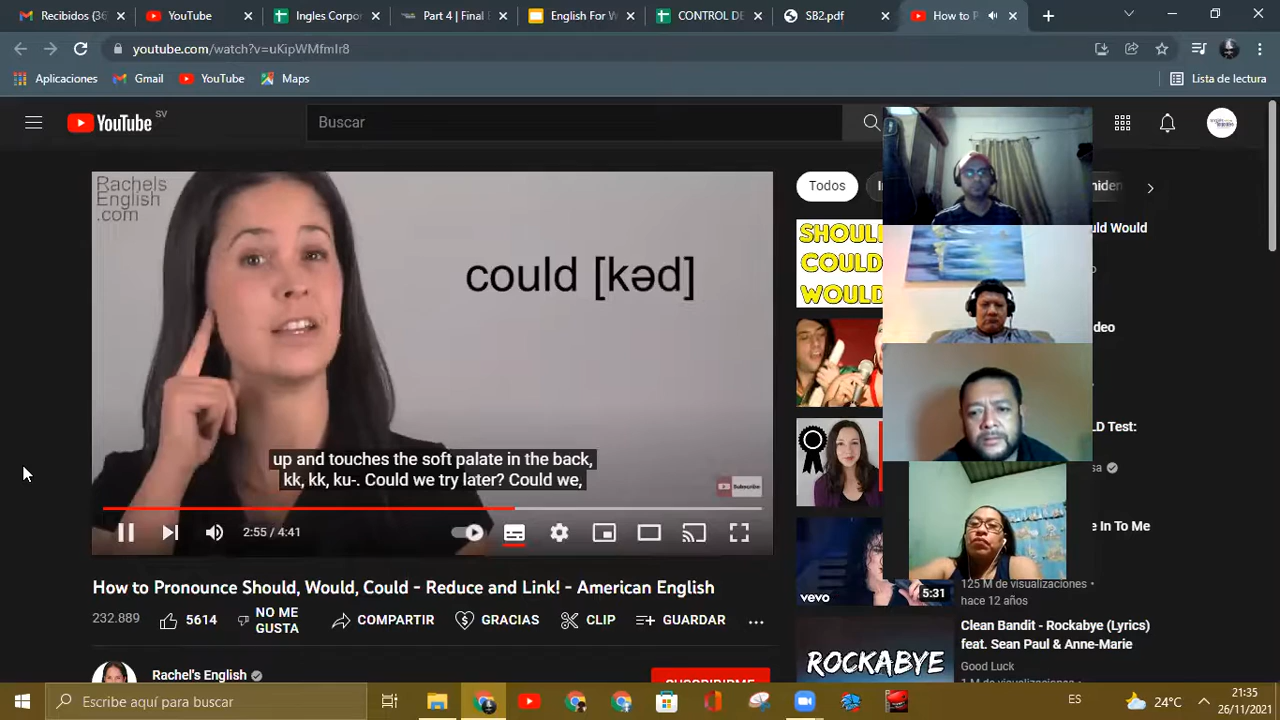 Recibidos (3
YouTube
Ingles Corpor
Part 4 | Final
English For W
CONTROL DE
SB2.pdf
How to P
youtube.com/watch?v=uKipWMfmIr8
Aplicaciones
Gmail
YouTube
Maps
Lista de lectura
YouTube SV
Buscar
Rachels
English
.com
could [kəd]
up and touches the soft palate in the back,
kk, kk, ku-. Could we try later? Could we,
Subscribe
2:55 / 4:41
How to Pronounce Should, Would, Could - Reduce and Link! - American English
232.889
5614
NO ME
GUSTA
COMPARTIR
GRACIAS
CLIP
GUARDAR
Rachel's English
SUSCRIBIRME
Todos
SHOUL
COULD
WOULD
uld Would
deo
LD Test:
e In To Me
vevo
5:31
125 M de visualizaciones •
hace 12 años
ROCKABYE
Clean Bandit - Rockabye (Lyrics)
feat. Sean Paul & Anne-Marie
Good Luck
Escribe aquí para buscar
ES
24°C
21:35
26/11/2021